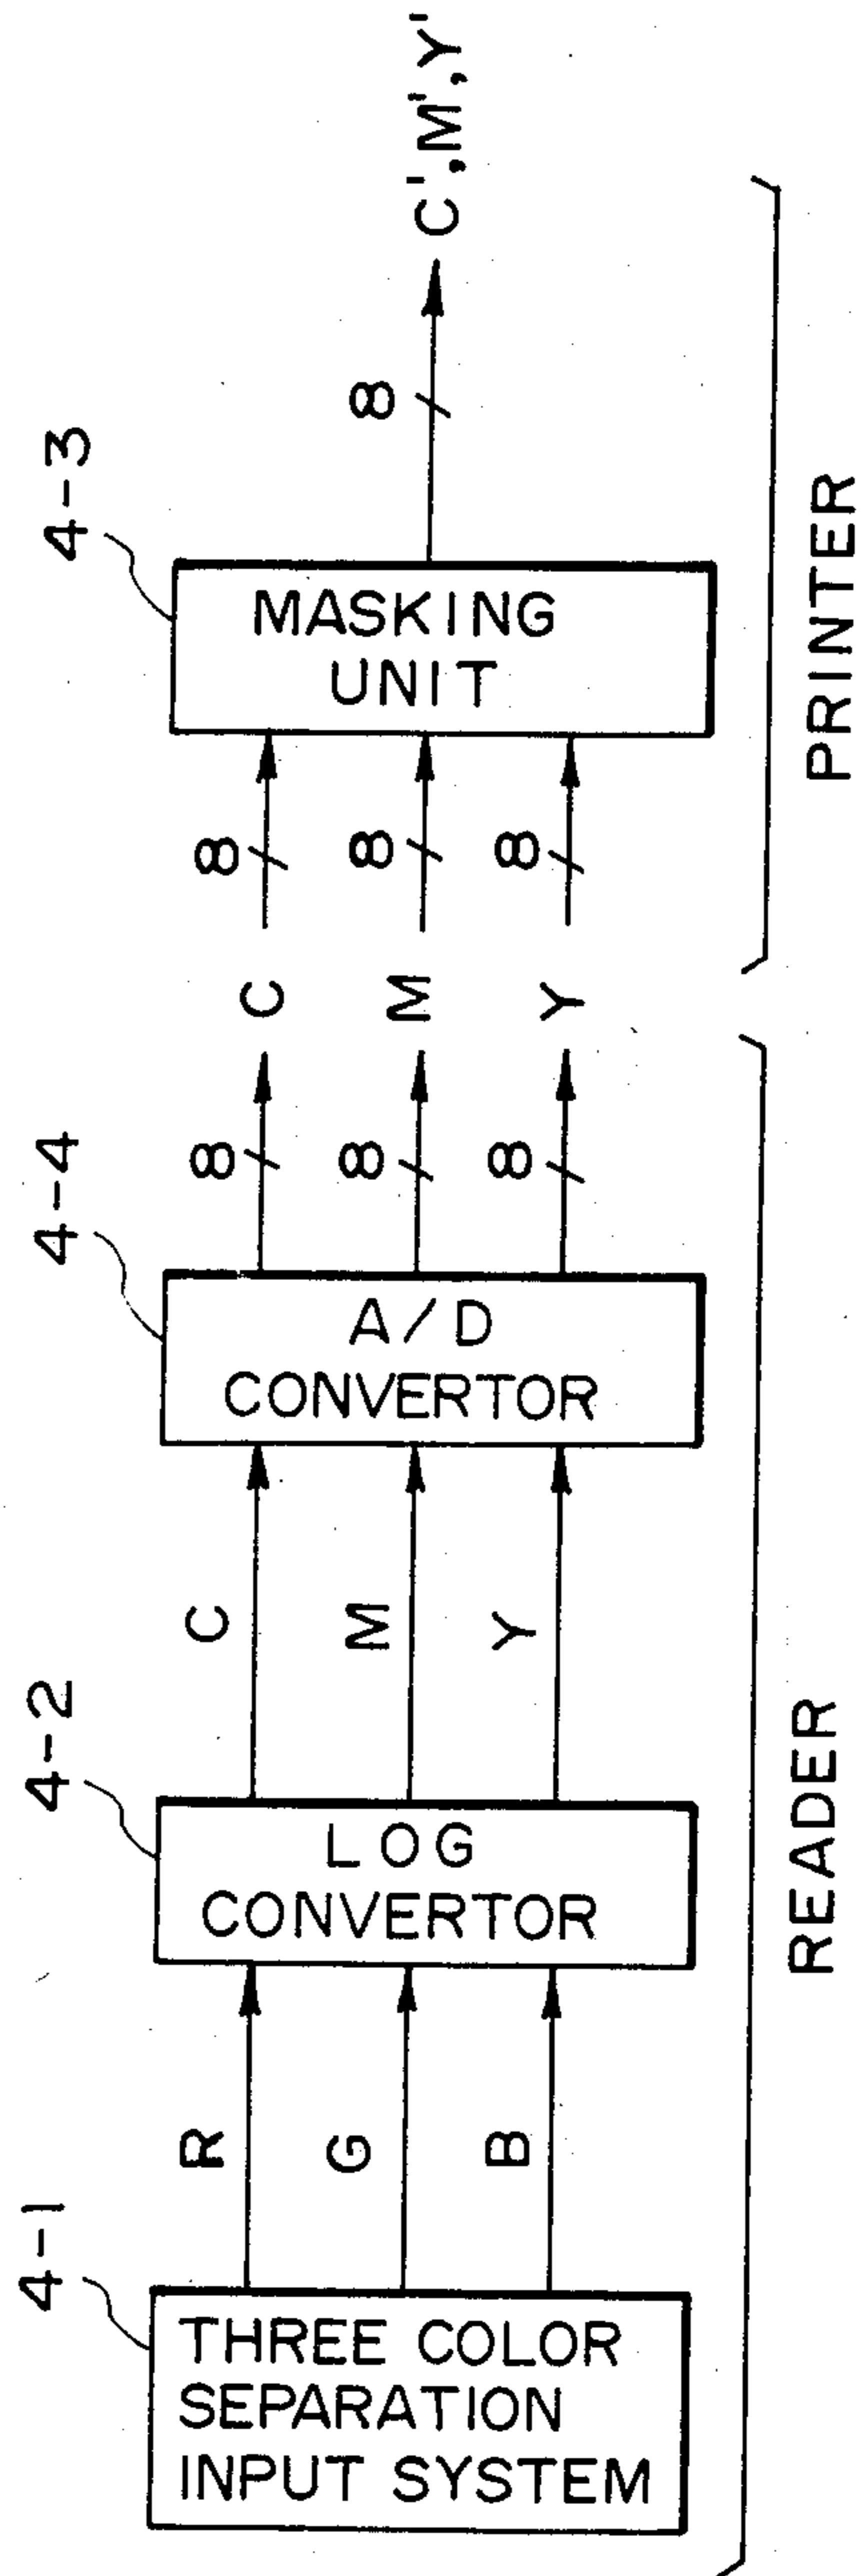 4-1
THREE COLOR
SEPARATION
INPUT SYSTEM
R
G
B
4-2
LOG
CONVERTOR
C
M
Y
4-4
A/D
CONVERTOR
8
8
8
C
M
Y
8
8
8
4-3
MASKING
UNIT
8
C',M',Y'
READER
PRINTER